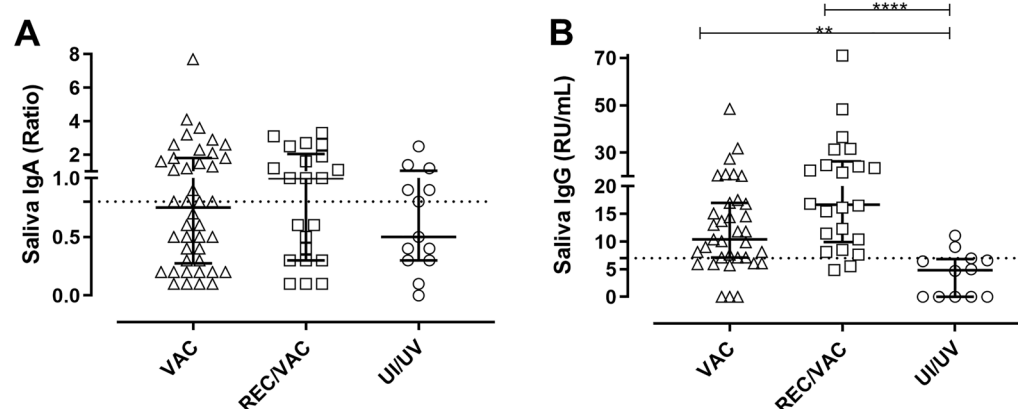 A
Saliva IgA (Ratio)
8
6
4
2
1.0
0.5
0.0
VAC
REC/VAC
UI/UV
B
****
**
Saliva IgG (RU/mL)
70
50
30
20
15
10
5
0
VAC
REC/VAC
UI/UV